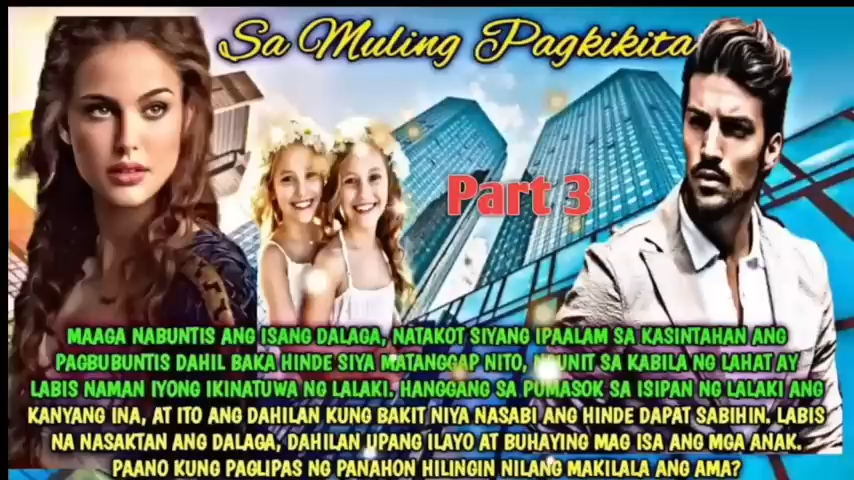 Sa Muling Pagkikita
Part 3
MAAGA NABUNTIS ANG ISANG DALAGA, NATAKOT SIYANG IPAALAM SA KASINTAHAN ANG
PAGBUBUNTIS DAHIL BAKA HINDE SIYA MATANGGAP NITO, NGUNIT SA KABILA NG LAHAT AY
LABIS NAMAN IYONG IKINATUWA NG LALAKI. HANGGANG SA PUMASOK SA ISIPAN NG LALAKI ANG
KANYANG INA, AT ITO ANG DAHILAN KUNG BAKIT NIYA NASABI ANG HINDE DAPAT SABIHIN. LABIS
NA NASAKTAN ANG DALAGA, DAHILAN UPANG ILAYO AT BUHAYING MAG ISA ANG MGA ANAK.
PAANO KUNG PAGLIPAS NG PANAHON HILINGIN NILANG MAKILALA ANG AMA?